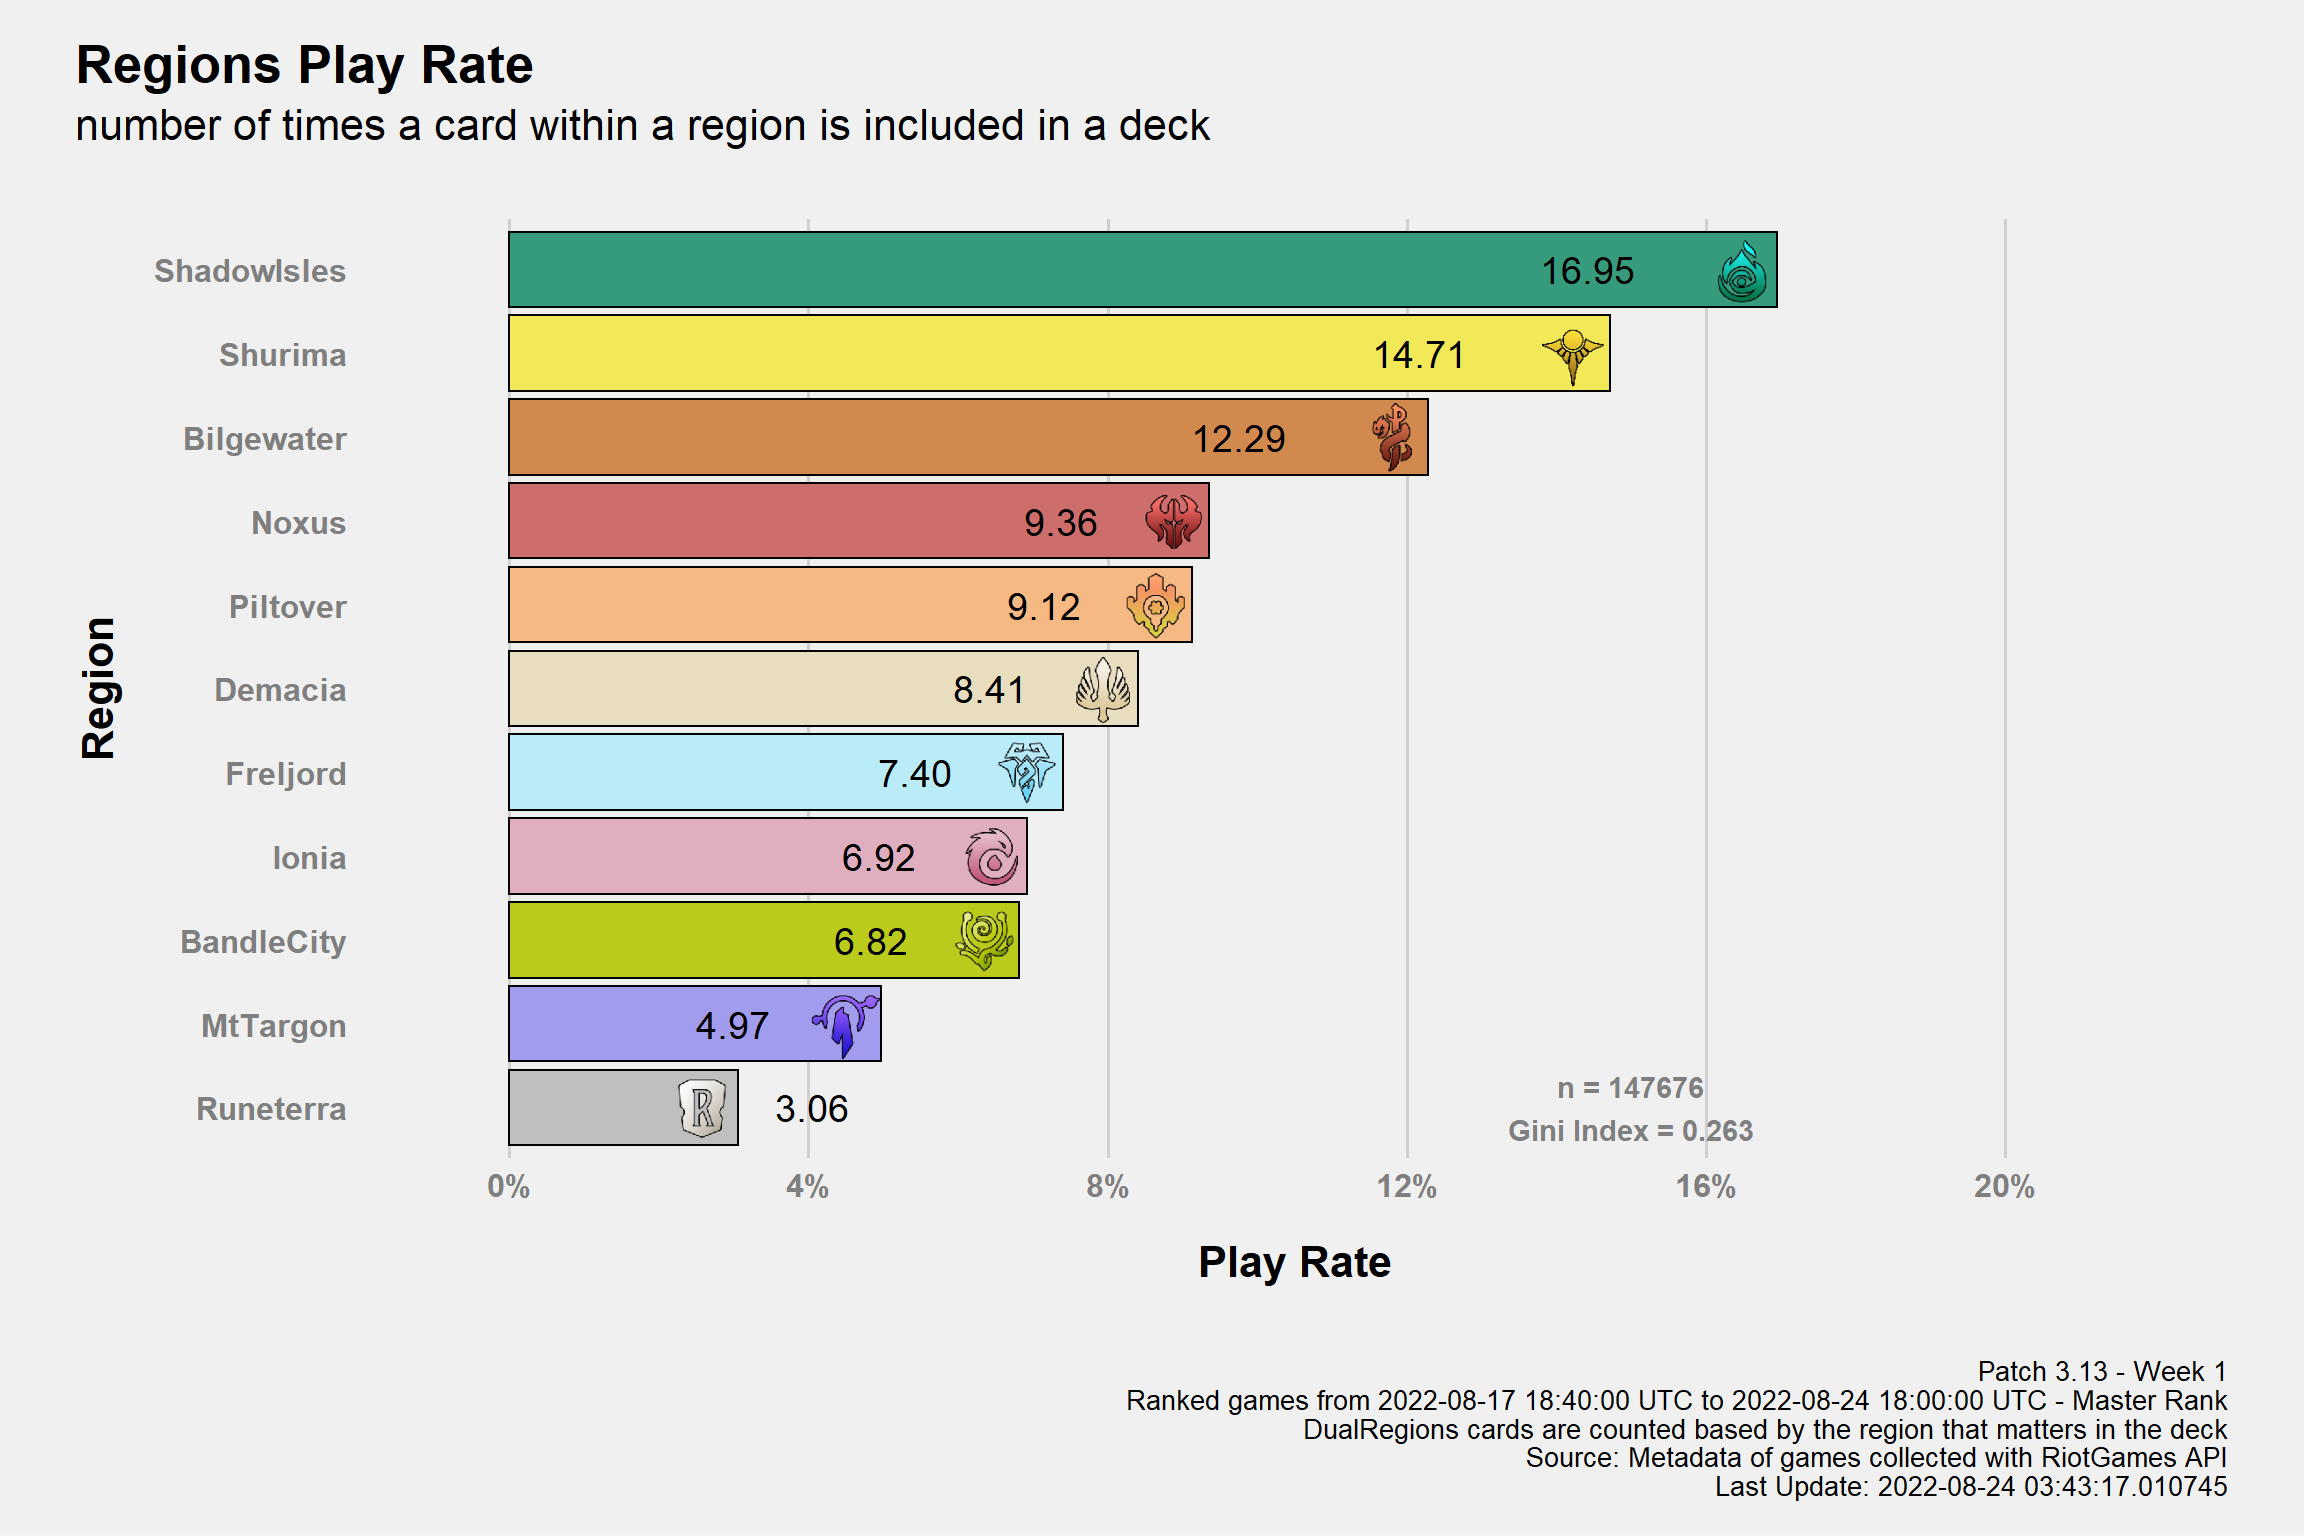 Regions Play Rate
number of times a card within a region is included in a deck
Region
ShadowIsles
16.95
Shurima
14.71
Bilgewater
12.29
Noxus
9.36
Piltover
9.12
Demacia
8.41
Freljord
7.40
Ionia
6.92
BandleCity
6.82
MtTargon
4.97
Runeterra
R
3.06
n = 147676
Gini Index = 0.263
0% 4% 8% 12% 16% 20%
Play Rate
Patch 3.13 - Week 1
Ranked games from 2022-08-17 18:40:00 UTC to 2022-08-24 18:00:00 UTC - Master Rank
DualRegions cards are counted based by the region that matters in the deck
Source: Metadata of games collected with RiotGames API
Last Update: 2022-08-24 03:43:17.010745